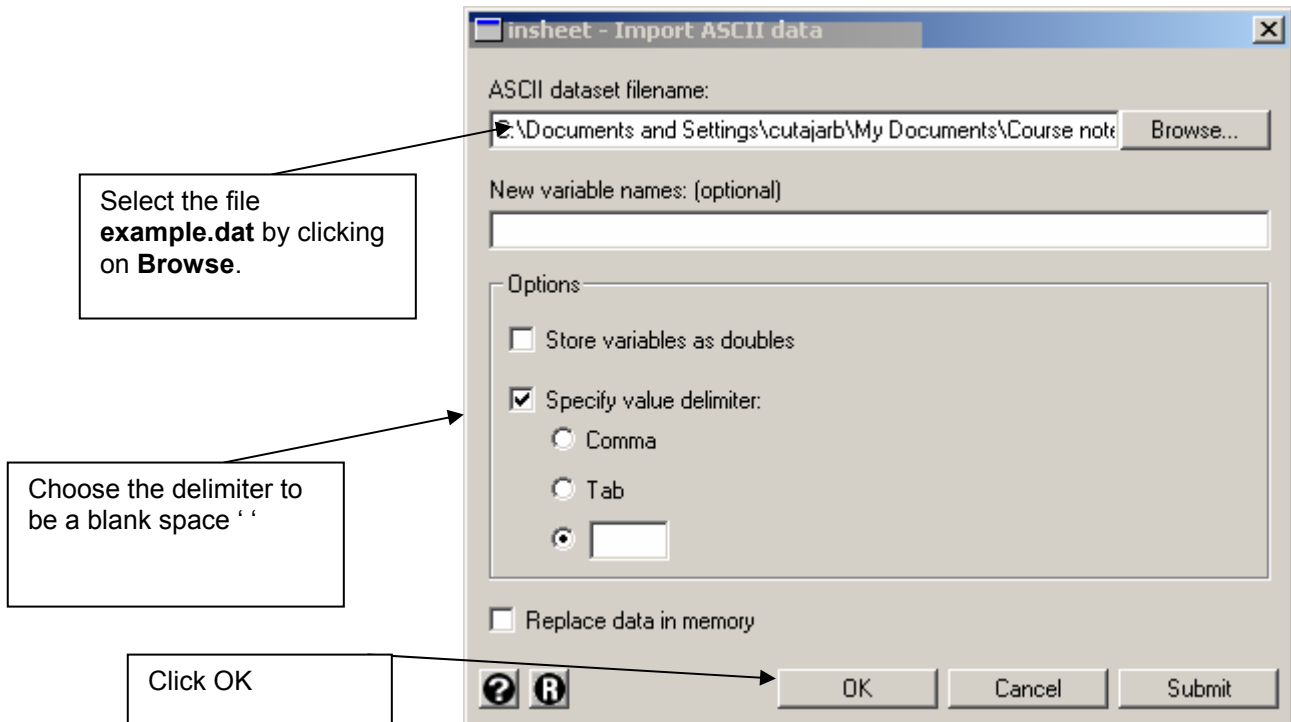 insheet - Import ASCII data
ASCII dataset filename:
C:\Documents and Settings\cutajarb\My Documents\Course note
Browse...
Select the file
example.dat by clicking
on Browse.
New variable names: (optional)
Options
Store variables as doubles
Specify value delimiter:
Comma
Tab
Choose the delimiter to
be a blank space ‘ ‘
Replace data in memory
Click OK
? R
OK
Cancel
Submit